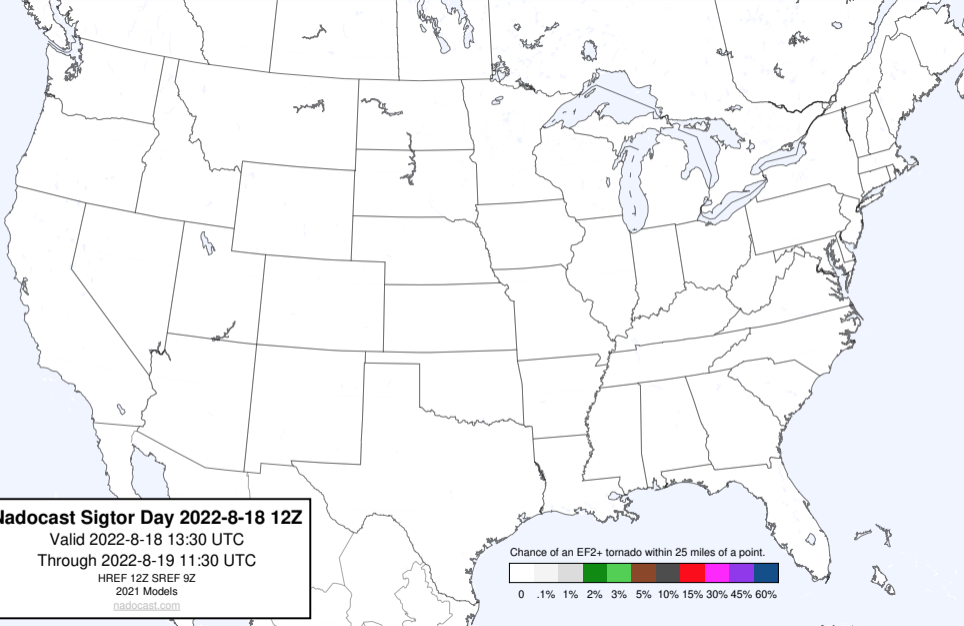 Nadocast Sigtor Day 2022-8-18 12Z
Valid 2022-8-18 13:30 UTC
Through 2022-8-19 11:30 UTC
HREF 12Z SREF 9Z
2021 Models
nadocast.com
Chance of an EF2+ tornado within 25 miles of a point.
0 .1% 1% 2% 3% 5% 10% 15% 30% 45% 60%